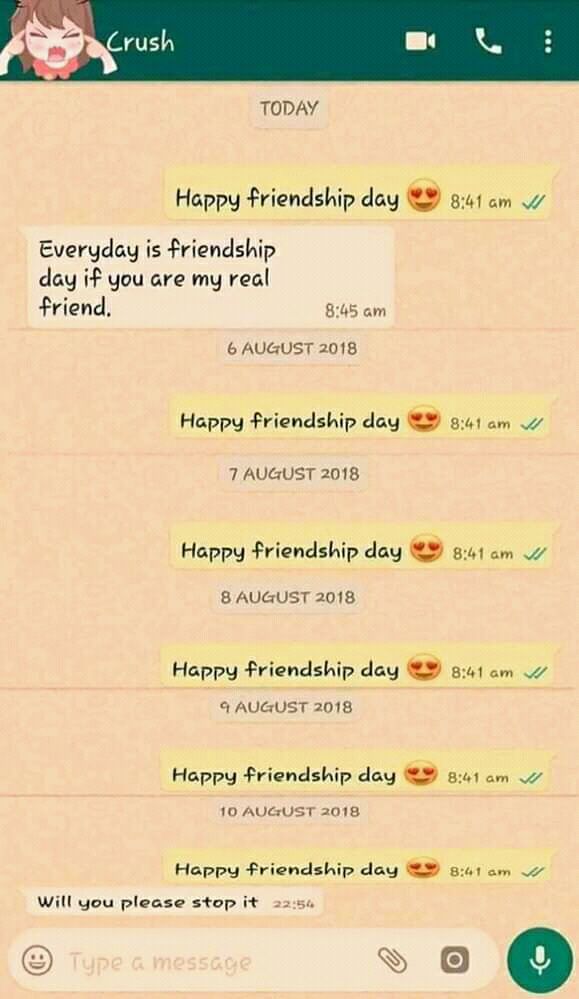 Crush
TODAY
Happy friendship day 😍 8:41 am
Everyday is friendship
day if you are my real
friend.
8:45 am
6 AUGUST 2018
Happy friendship day 😍 8:41 am
7 AUGUST 2018
Happy friendship day 😍 8:41 am
8 AUGUST 2018
Happy friendship day 😍 8:41 am
9 AUGUST 2018
Happy friendship day 😍 8:41 am
10 AUGUST 2018
Happy friendship day 😍 8:41 am
Will you please stop it 22:54
Type a message